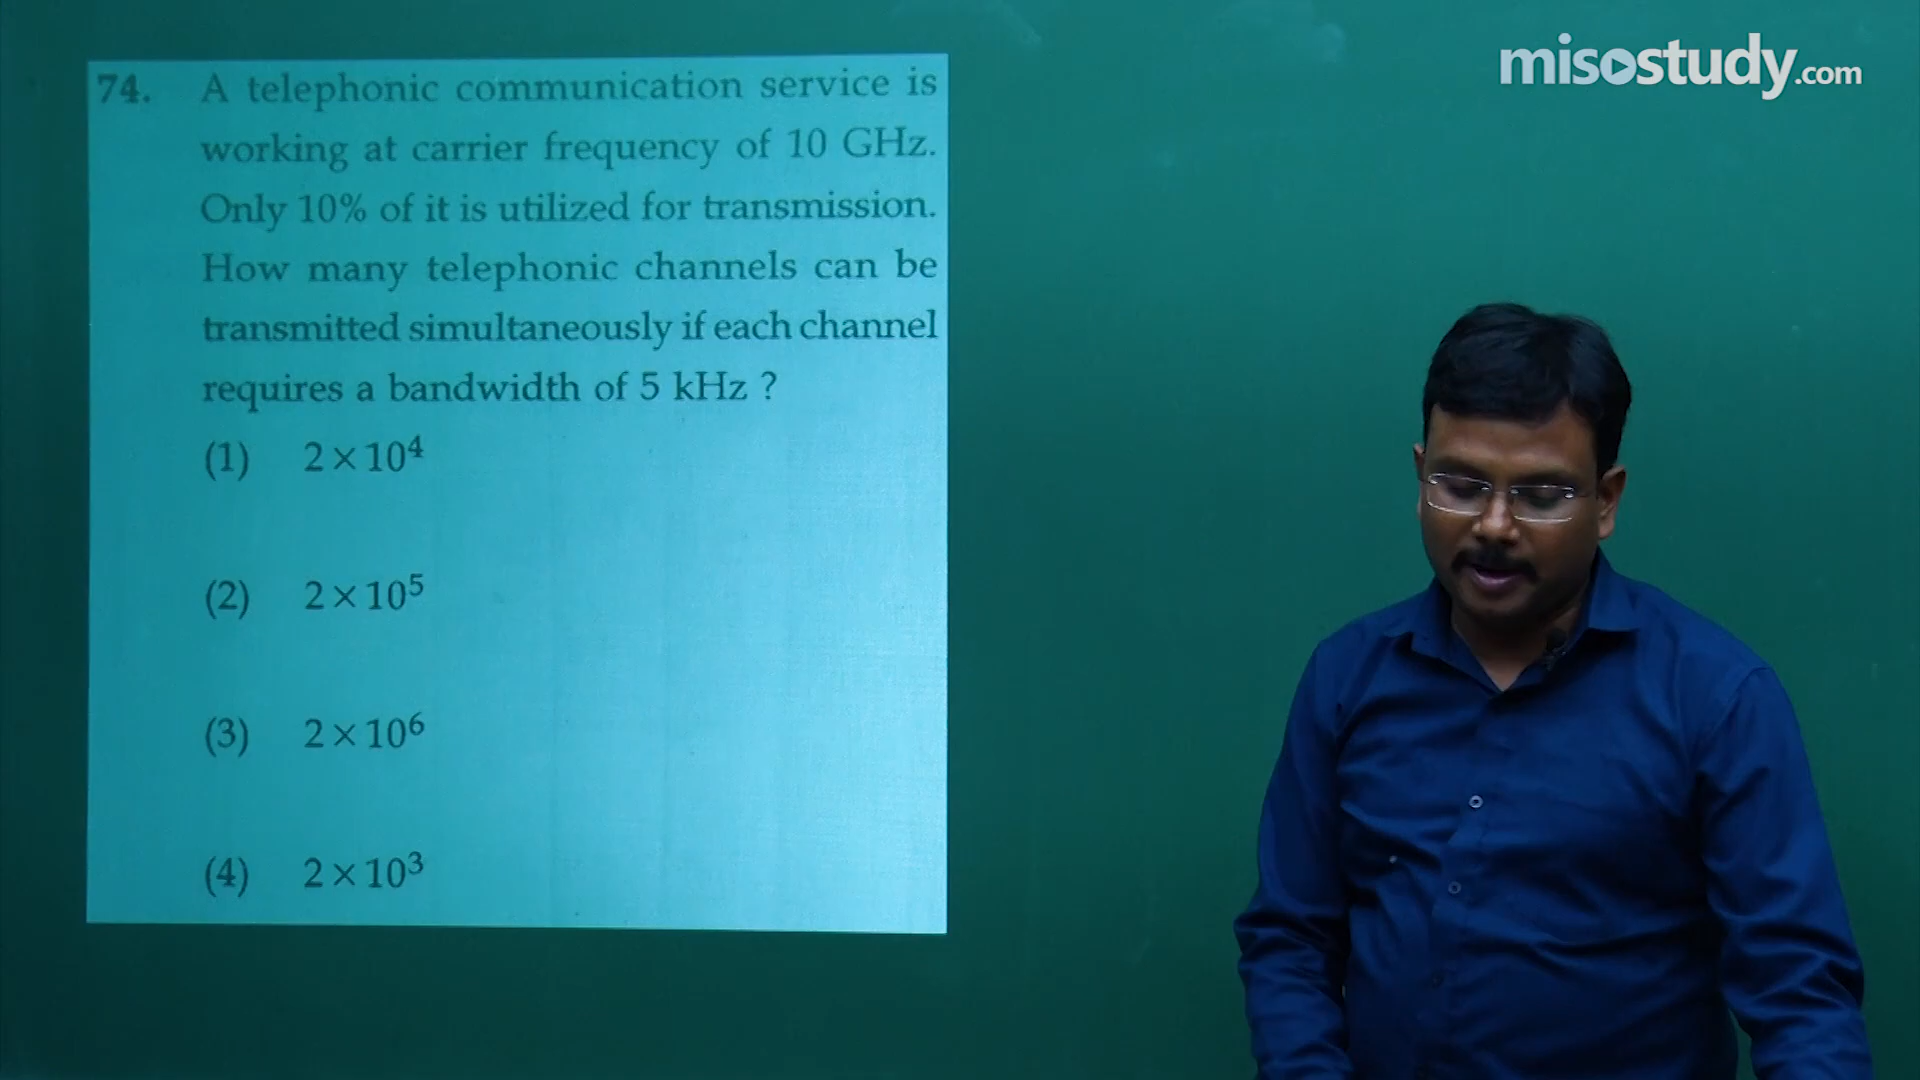 misostudy.com
74. A telephonic communication service is
working at carrier frequency of 10 GHz.
Only 10% of it is utilized for transmission.
How many telephonic channels can be
transmitted simultaneously if each channel
requires a bandwidth of 5 kHz ?
(1) 2×10⁴
(2) 2×10⁵
(3) 2×10⁶
(4) 2×10³